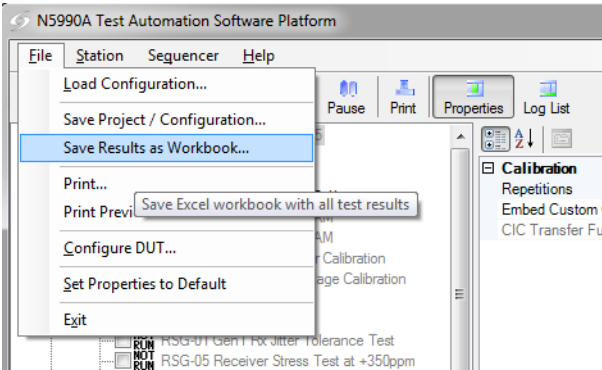 N5990A Test Automation Software Platform
File Station Sequencer Help
Load Configuration...
Save Project / Configuration...
Save Results as Workbook...
Print...
Print Previ
Save Excel workbook with all test results
Configure DUT...
Set Properties to Default
Exit
Pause Print Properties Log List
AM
r Calibration
age Calibration
NOT RUN RSG-01 Gen1 Rx Jitter Tolerance Test
NOT RUN RSG-05 Receiver Stress Test at +350ppm
Calibration
Repetitions
Embed Custom
CIC Transfer Fu